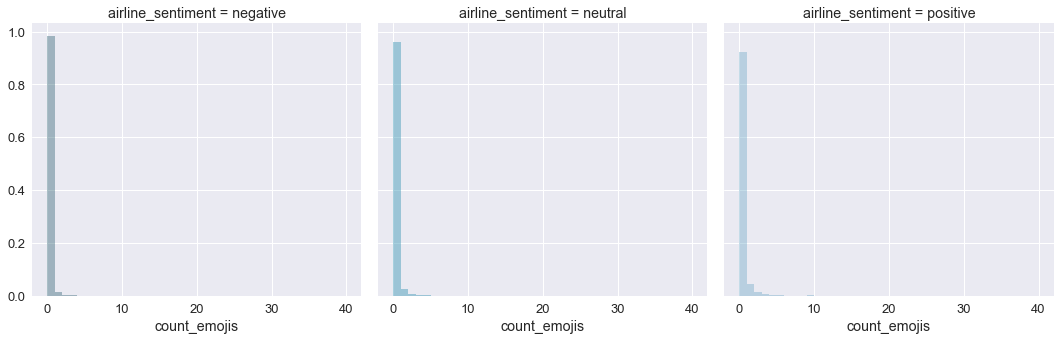 airline_sentiment = negative
airline_sentiment = neutral
airline_sentiment = positive
1.0
0.8
0.6
0.4
0.2
0.0
0 10 20 30 40
0 10 20 30 40
0 10 20 30 40
count_emojis
count_emojis
count_emojis